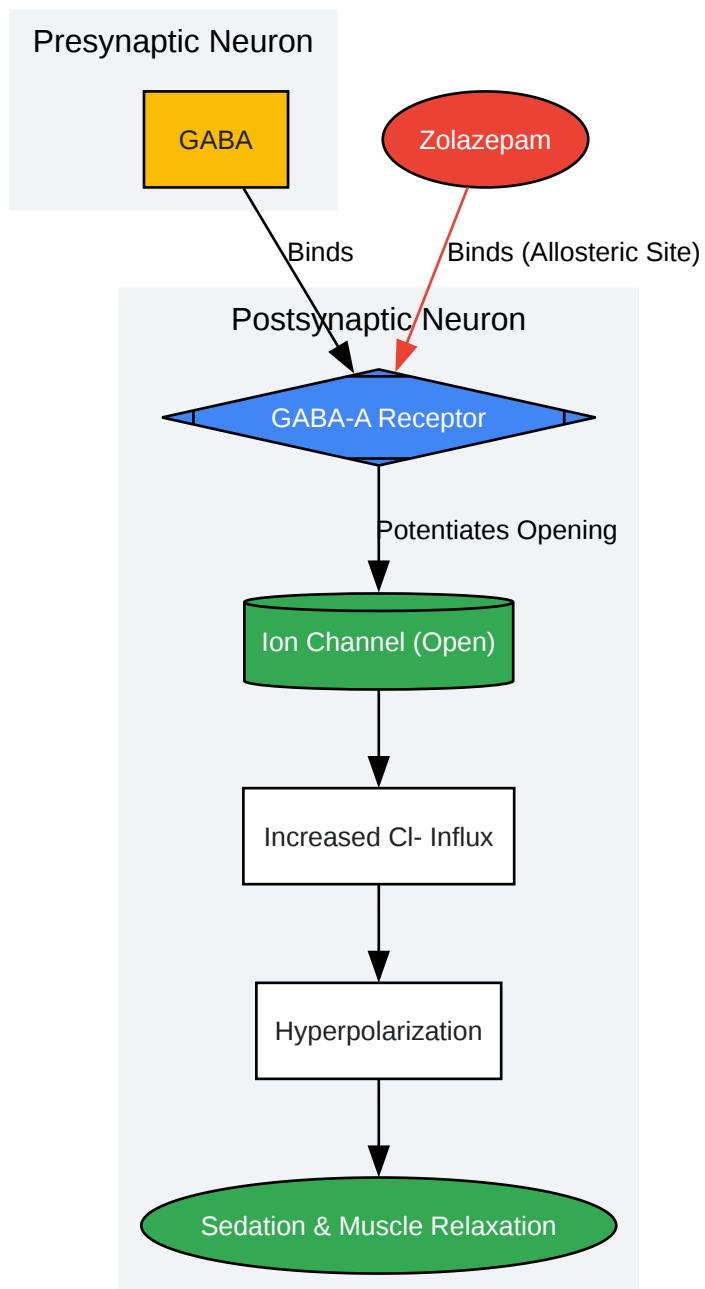 Presynaptic Neuron
GABA
Zolazepam
Binds
Binds (Allosteric Site)
Postsynaptic Neuron
GABA-A Receptor
Potentiates Opening
Ion Channel (Open)
Increased Cl- Influx
Hyperpolarization
Sedation & Muscle Relaxation